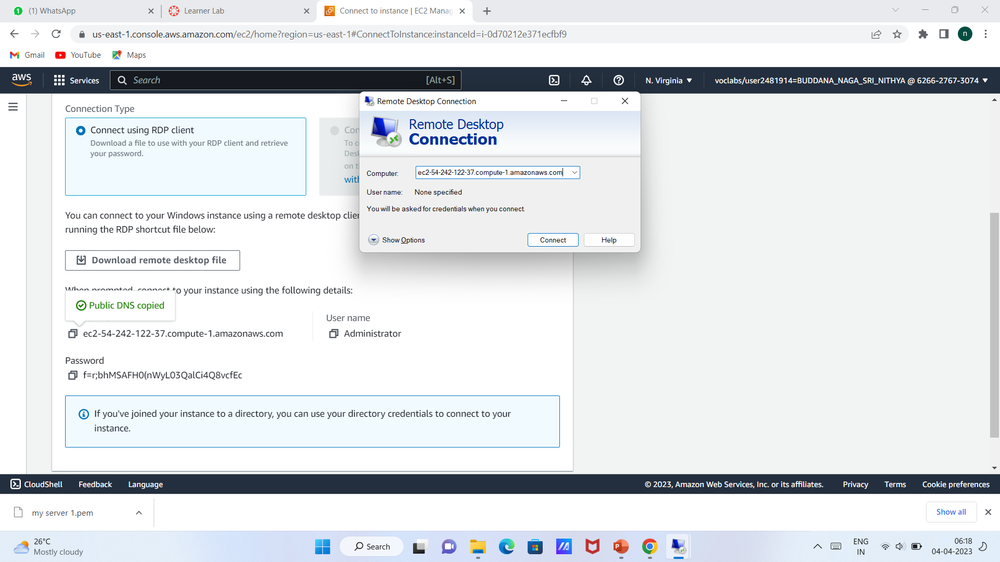 (1) WhatsApp
Learner Lab
Connect to instance | EC2 Manag
us-east-1.console.aws.amazon.com/ec2/home?region=us-east-1#ConnectToInstance:instanceId=i-0d70212e371ecfbf9
n
Gmail
YouTube
Maps
aws
Services
Search
[Alt+S]
N. Virginia
voclabs/user2481914=BUDDANA_NAGA_SRI_NITHYA @ 6266-2767-3074
Connection Type
Connect using RDP client
Download a file to use with your RDP client and retrieve
your password.
Con
To c
Desk
on t
with
You can connect to your Windows instance using a remote desktop clien
running the RDP shortcut file below:
Download remote desktop file
When prompted, connect to your instance using the following details:
Public DNS copied
ec2-54-242-122-37.compute-1.amazonaws.com
User name
Administrator
Password
f=r;bhMSAFH0(nWyL03QalCi4Q8vcfEc
If you've joined your instance to a directory, you can use your directory credentials to connect to your
instance.
Remote Desktop Connection
Remote Desktop
Connection
Computer:
ec2-54-242-122-37.compute-1.amazonaws.com
User name:
None specified
You will be asked for credentials when you connect.
Show Options
Connect
Help
CloudShell
Feedback
Language
© 2023, Amazon Web Services, Inc. or its affiliates.
Privacy
Terms
Cookie preferences
my server 1.pem
Show all
26°C
Mostly cloudy
Search
ENG
IN
06:18
04-04-2023